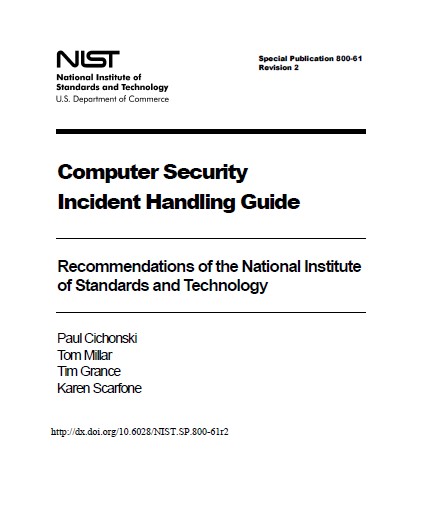 NIST
National Institute of
Standards and Technology
U.S. Department of Commerce
Special Publication 800-61
Revision 2
Computer Security
Incident Handling Guide
Recommendations of the National Institute
of Standards and Technology
Paul Cichonski
Tom Millar
Tim Grance
Karen Scarfone
http://dx.doi.org/10.6028/NIST.SP.800-61r2